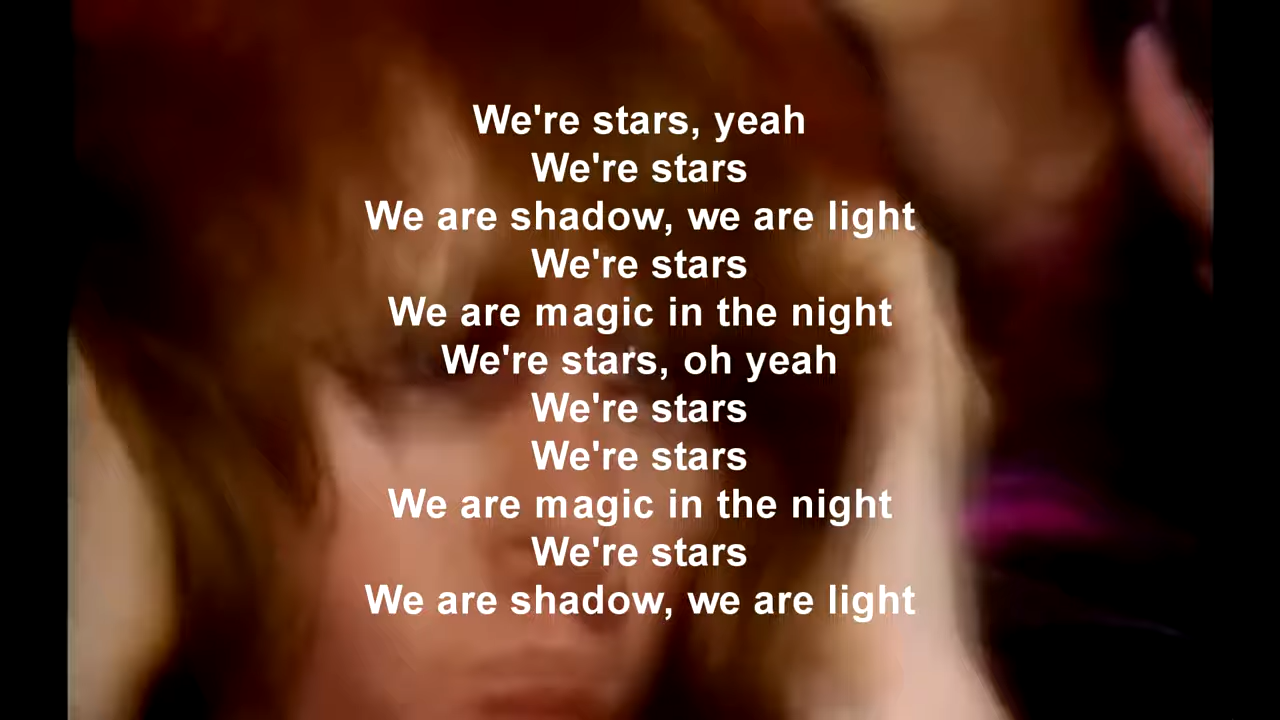 We're stars, yeah
We're stars
We are shadow, we are light
We're stars
We are magic in the night
We're stars, oh yeah
We're stars
We're stars
We are magic in the night
We're stars
We are shadow, we are light